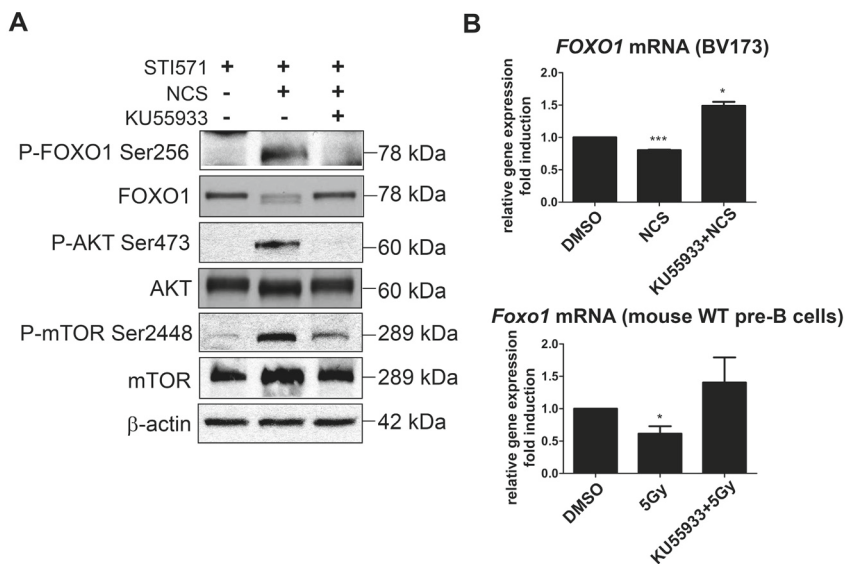 A
STI571 + + +
NCS - + +
KU55933 - - +
P-FOXO1 Ser256 78 kDa
FOXO1 78 kDa
P-AKT Ser473 60 kDa
AKT 60 kDa
P-mTOR Ser2448 289 kDa
mTOR 289 kDa
β-actin 42 kDa
B
FOXO1 mRNA (BV173)
relative gene expression
fold induction
2.0
1.5
1.0
0.5
0.0
***
*
DMSO
NCS
KU55933+NCS
Foxo1 mRNA (mouse WT pre-B cells)
relative gene expression
fold induction
2.0
1.5
1.0
0.5
0.0
*
DMSO
5Gy
KU55933+5Gy